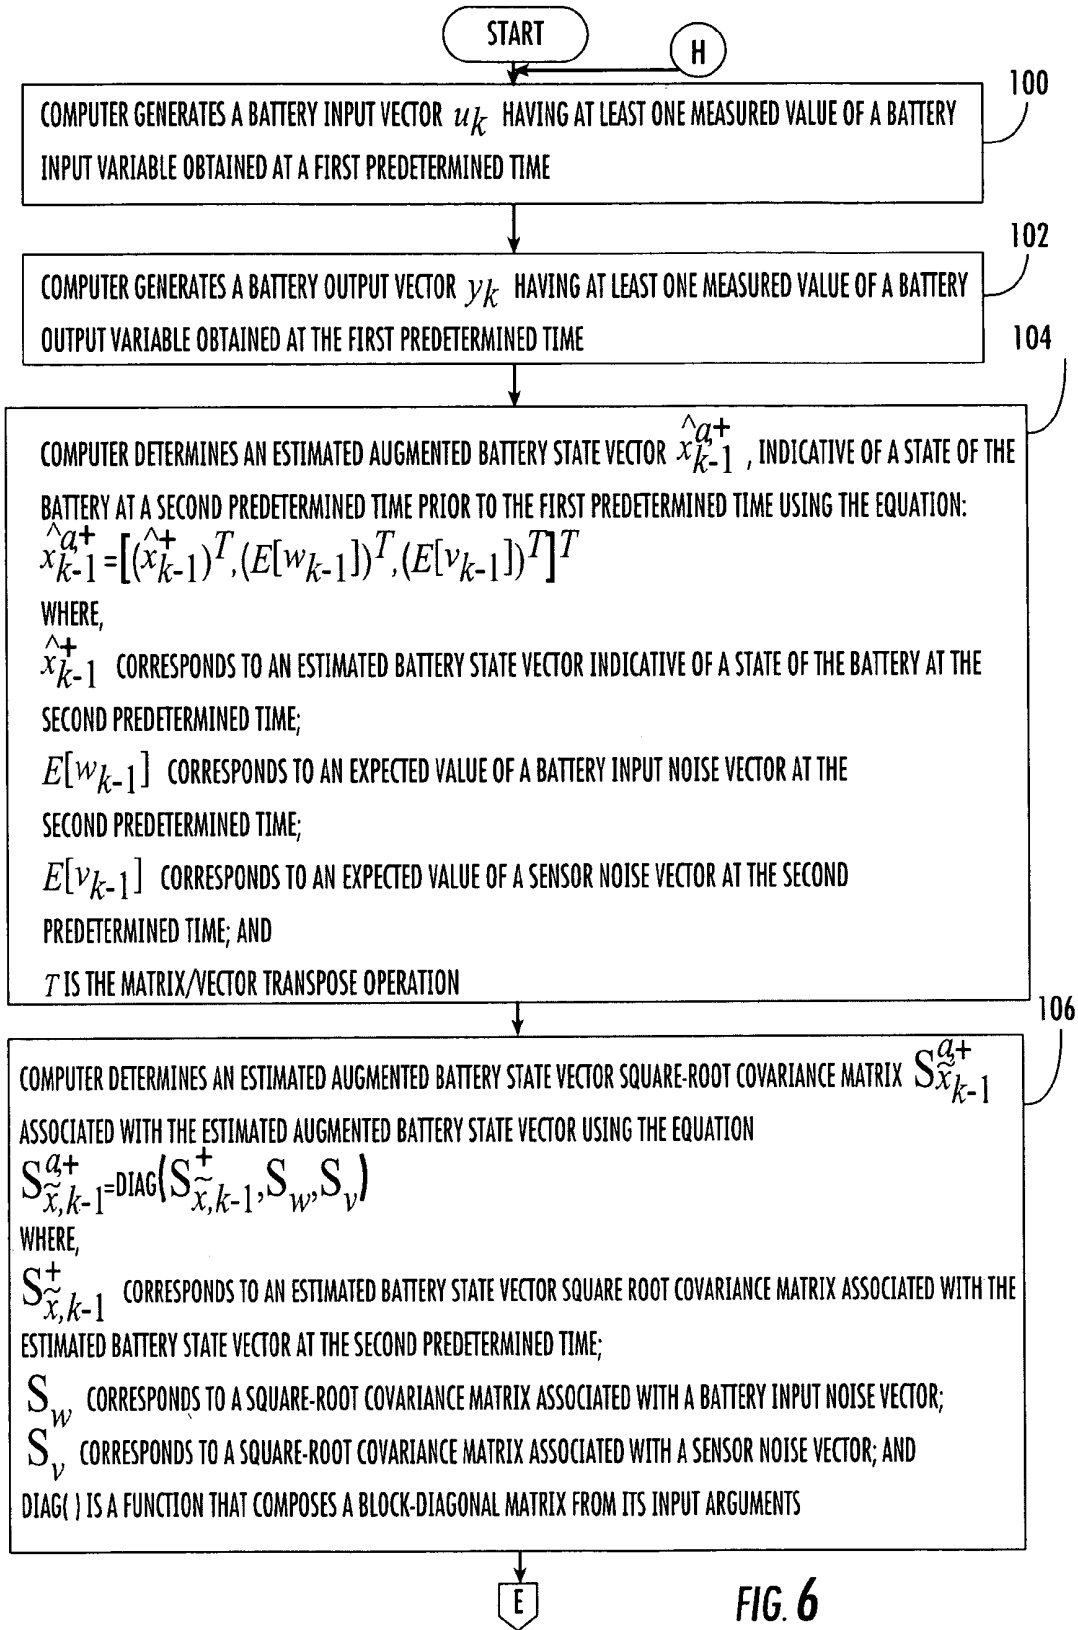 START
H
100
COMPUTER GENERATES A BATTERY INPUT VECTOR u_k HAVING AT LEAST ONE MEASURED VALUE OF A BATTERY
INPUT VARIABLE OBTAINED AT A FIRST PREDETERMINED TIME
102
COMPUTER GENERATES A BATTERY OUTPUT VECTOR y_k HAVING AT LEAST ONE MEASURED VALUE OF A BATTERY
OUTPUT VARIABLE OBTAINED AT THE FIRST PREDETERMINED TIME
104
COMPUTER DETERMINES AN ESTIMATED AUGMENTED BATTERY STATE VECTOR \hat{x}_{k-1}^{a,+}, INDICATIVE OF A STATE OF THE
BATTERY AT A SECOND PREDETERMINED TIME PRIOR TO THE FIRST PREDETERMINED TIME USING THE EQUATION:
\hat{x}_{k-1}^{a,+}=[(\hat{x}_{k-1}^{+})^T,(E[w_{k-1}])^T,(E[v_{k-1}])^T]^T
WHERE,
\hat{x}_{k-1}^{+} CORRESPONDS TO AN ESTIMATED BATTERY STATE VECTOR INDICATIVE OF A STATE OF THE BATTERY AT THE
SECOND PREDETERMINED TIME;
E[w_{k-1}] CORRESPONDS TO AN EXPECTED VALUE OF A BATTERY INPUT NOISE VECTOR AT THE
SECOND PREDETERMINED TIME;
E[v_{k-1}] CORRESPONDS TO AN EXPECTED VALUE OF A SENSOR NOISE VECTOR AT THE SECOND
PREDETERMINED TIME; AND
T IS THE MATRIX/VECTOR TRANSPOSE OPERATION
106
COMPUTER DETERMINES AN ESTIMATED AUGMENTED BATTERY STATE VECTOR SQUARE-ROOT COVARIANCE MATRIX S_{\tilde{x}_{k-1}}^{a,+}
ASSOCIATED WITH THE ESTIMATED AUGMENTED BATTERY STATE VECTOR USING THE EQUATION
S_{\tilde{x},k-1}^{a,+}=DIAG(S_{\tilde{x},k-1}^{+},S_w,S_v)
WHERE,
S_{\tilde{x},k-1}^{+} CORRESPONDS TO AN ESTIMATED BATTERY STATE VECTOR SQUARE ROOT COVARIANCE MATRIX ASSOCIATED WITH THE
ESTIMATED BATTERY STATE VECTOR AT THE SECOND PREDETERMINED TIME;
S_w CORRESPONDS TO A SQUARE-ROOT COVARIANCE MATRIX ASSOCIATED WITH A BATTERY INPUT NOISE VECTOR;
S_v CORRESPONDS TO A SQUARE-ROOT COVARIANCE MATRIX ASSOCIATED WITH A SENSOR NOISE VECTOR; AND
DIAG( ) IS A FUNCTION THAT COMPOSES A BLOCK-DIAGONAL MATRIX FROM ITS INPUT ARGUMENTS
E
FIG. 6